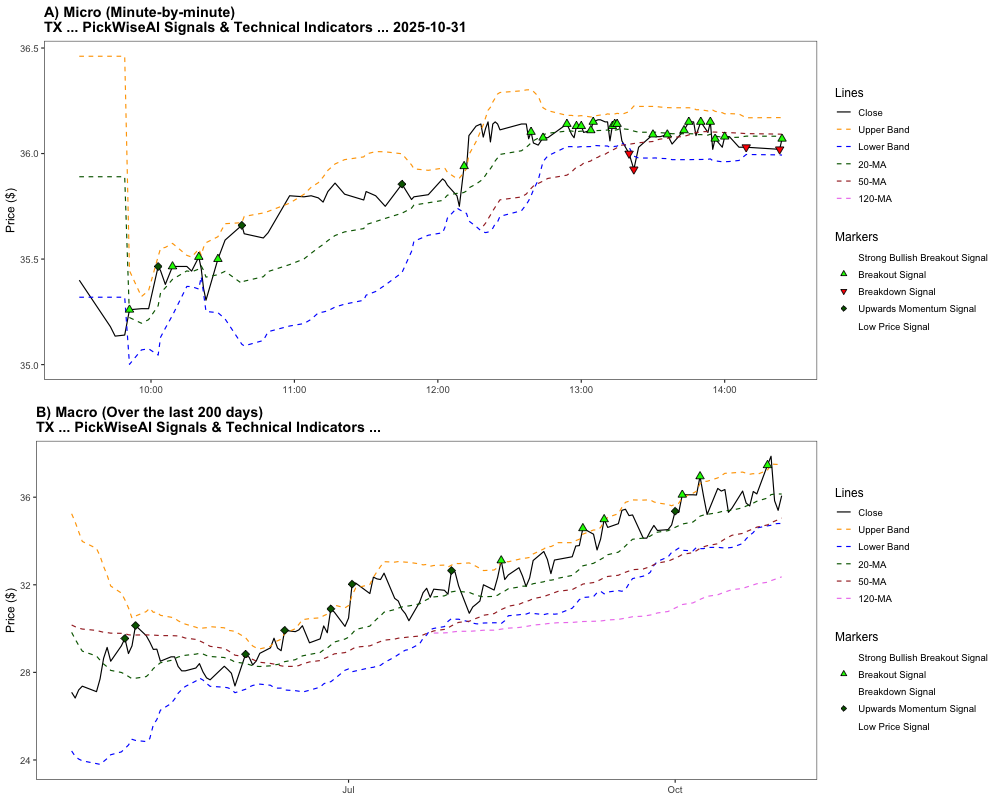 A) Micro (Minute-by-minute)
TX ... PickWiseAI Signals & Technical Indicators ... 2025-10-31
Price ($)
36.5
36.0
35.5
35.0
10:00
11:00
12:00
13:00
14:00
Lines
Close
Upper Band
Lower Band
20-MA
50-MA
120-MA
Markers
Strong Bullish Breakout Signal
Breakout Signal
Breakdown Signal
Upwards Momentum Signal
Low Price Signal
B) Macro (Over the last 200 days)
TX ... PickWiseAI Signals & Technical Indicators ...
Price ($)
36
32
28
24
Jul
Oct
Lines
Close
Upper Band
Lower Band
20-MA
50-MA
120-MA
Markers
Strong Bullish Breakout Signal
Breakout Signal
Breakdown Signal
Upwards Momentum Signal
Low Price Signal